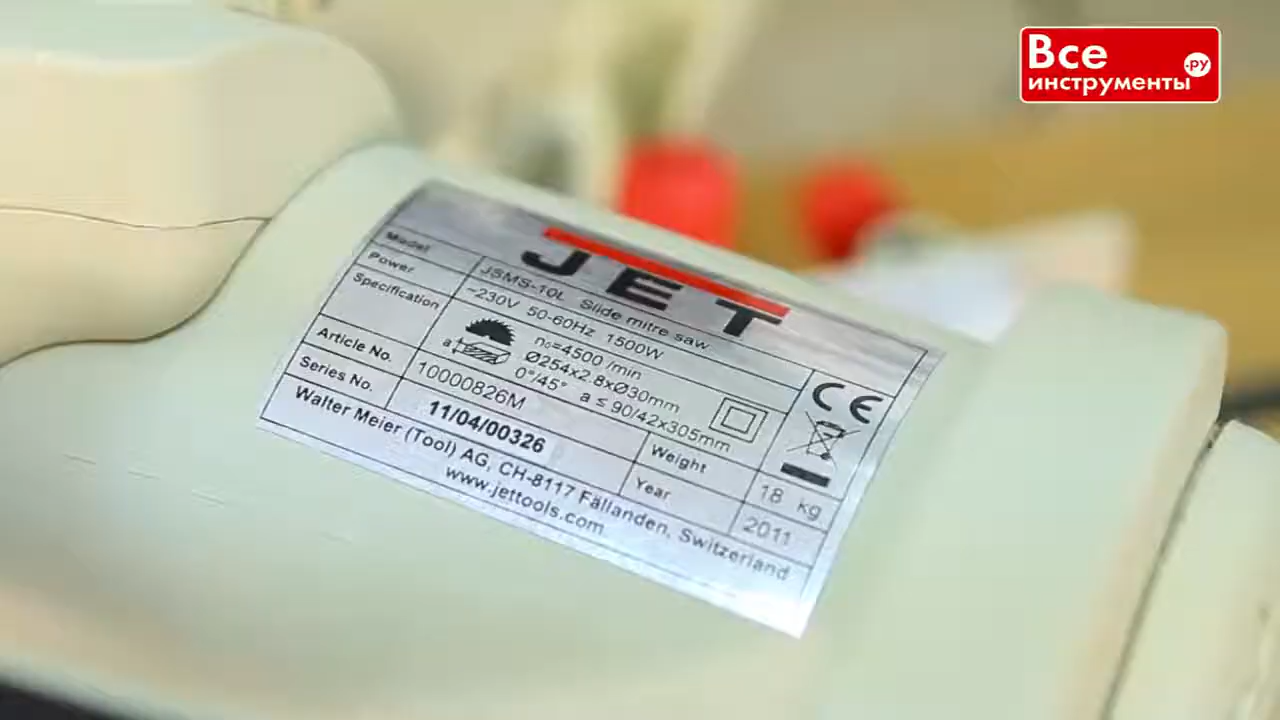 Все
инструменты.ру
JET
Model JSMS-10L Slide mitre saw
Power ~230V 50-60Hz 1500W
Specification n₀=4500 /min
Ø254x2.8xØ30mm
0°/45° a ≤ 90/42x305mm
a
CE
Article No. 10000826M
Weight 18 kg
Series No. 11/04/00326
Year 2011
Walter Meier (Tool) AG, CH-8117 Fällanden, Switzerland
www.jettools.com